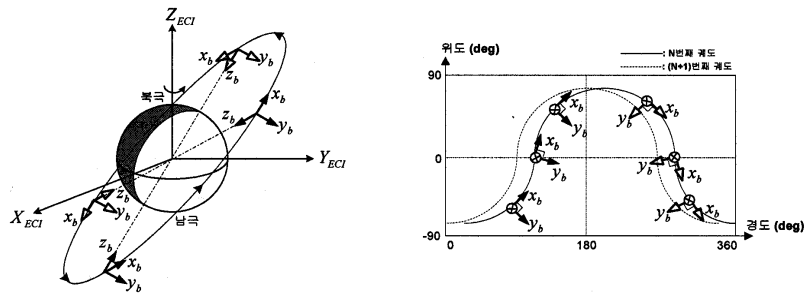 Z_ECI
x_b
y_b
z_b
북극
x_b
z_b
y_b
Y_ECI
X_ECI
x_b
z_b
y_b
남극
z_b
x_b
y_b
위도 (deg)
: N번째 궤도
: (N+1)번째 궤도
90
0
-90
x_b
y_b
x_b
y_b
x_b
y_b
y_b
x_b
y_b
x_b
y_b
x_b
0
180
360
경도 (deg)